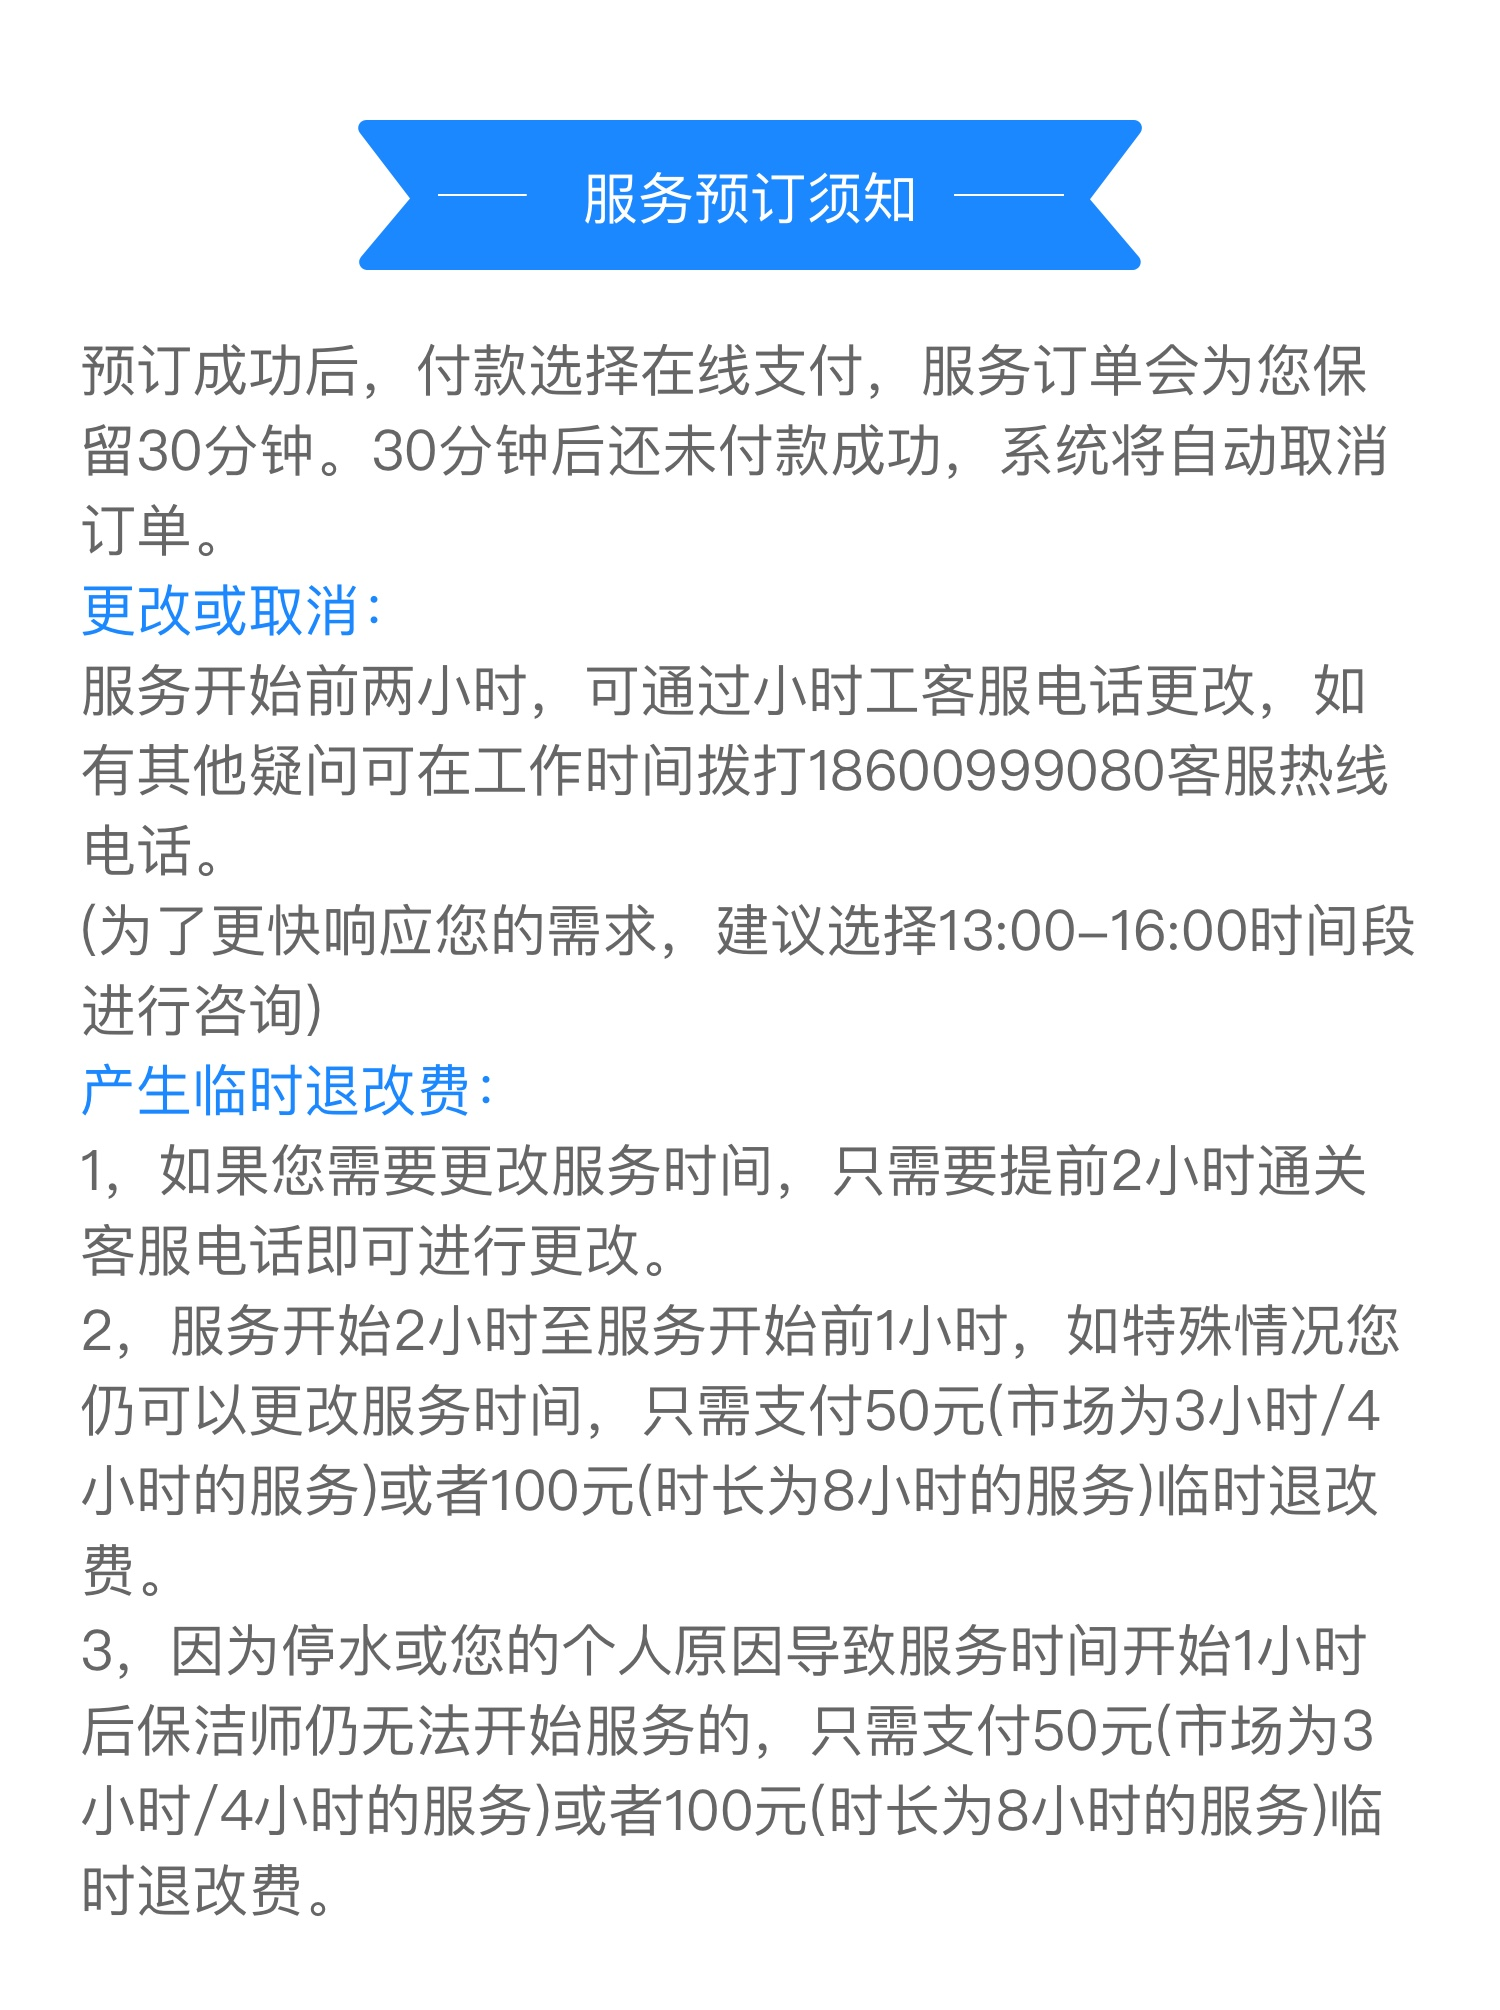 服务预订须知
预订成功后，付款选择在线支付，服务订单会为您保
留30分钟。30分钟后还未付款成功，系统将自动取消
订单。
更改或取消：
服务开始前两小时，可通过小时工客服电话更改，如
有其他疑问可在工作时间拨打18600999080客服热线
电话。
(为了更快响应您的需求，建议选择13:00-16:00时间段
进行咨询)
产生临时退改费：
1，如果您需要更改服务时间，只需要提前2小时通关
客服电话即可进行更改。
2，服务开始2小时至服务开始前1小时，如特殊情况您
仍可以更改服务时间，只需支付50元(市场为3小时/4
小时的服务)或者100元(时长为8小时的服务)临时退改
费。
3，因为停水或您的个人原因导致服务时间开始1小时
后保洁师仍无法开始服务的，只需支付50元(市场为3
小时/4小时的服务)或者100元(时长为8小时的服务)临
时退改费。